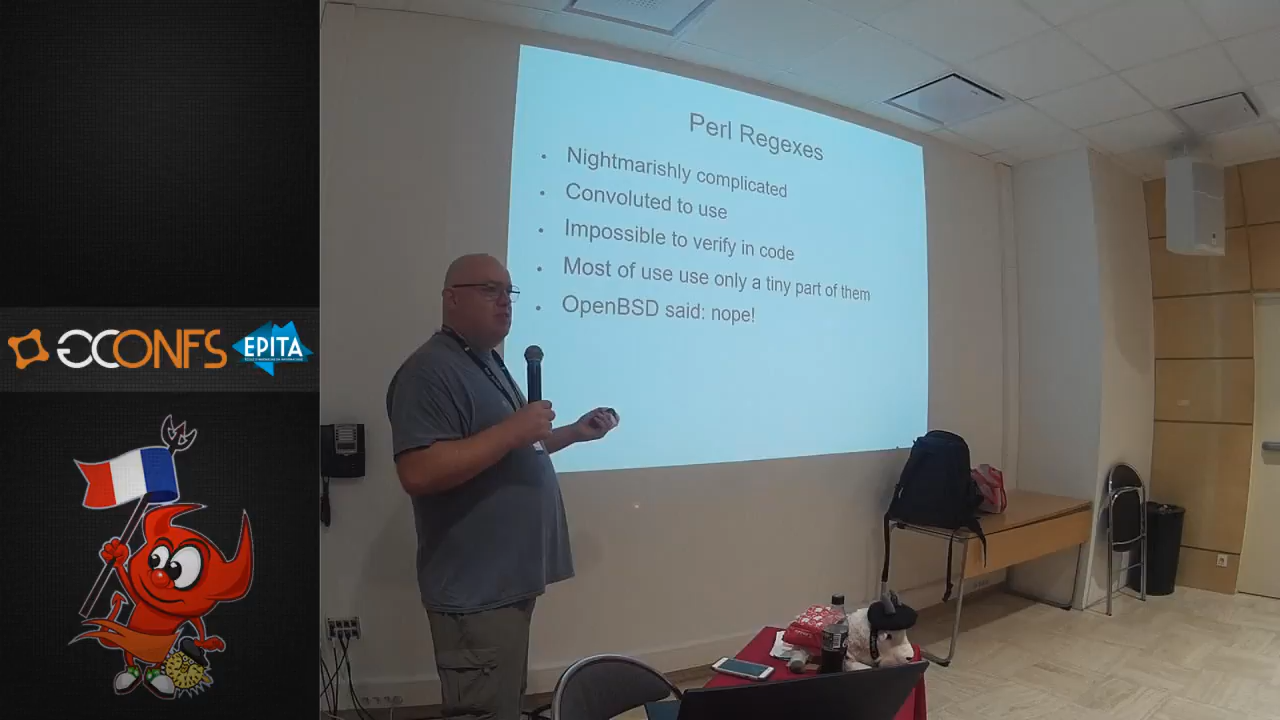 Perl Regexes
Nightmarishly complicated
Convoluted to use
Impossible to verify in code
Most of use use only a tiny part of them
OpenBSD said: nope!
GCONFS
EPITA